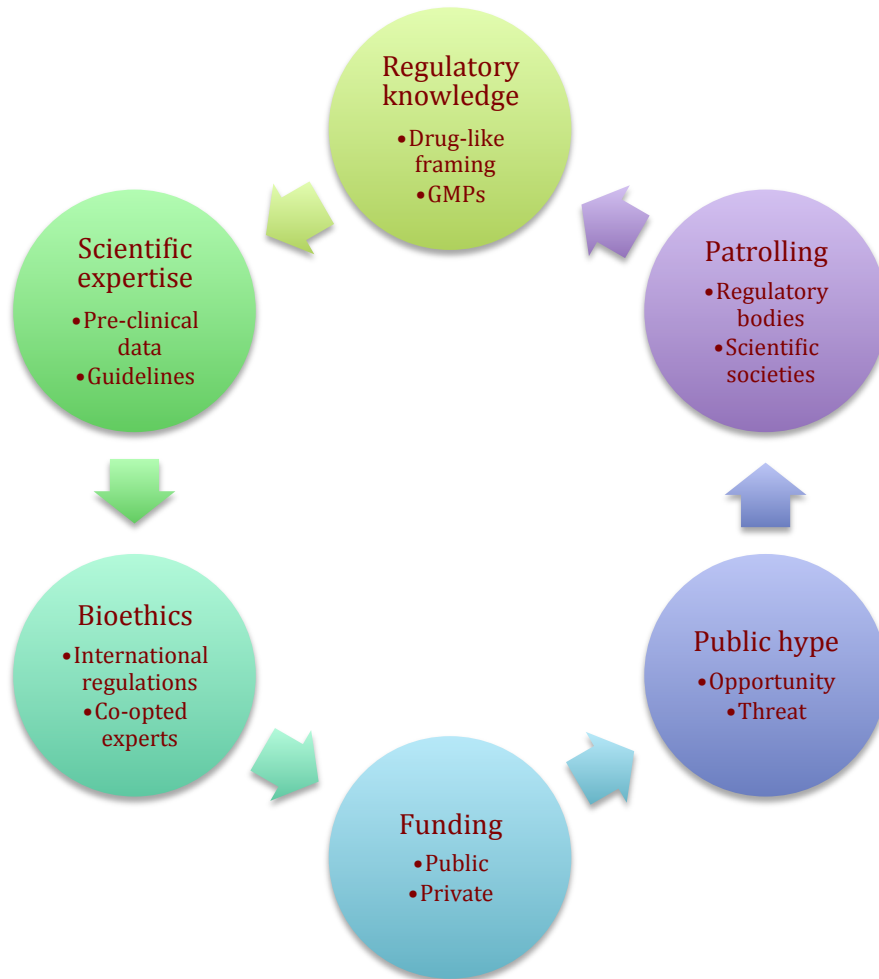 Regulatory
knowledge
•Drug-like
framing
•GMPs
Scientific
expertise
•Pre-clinical
data
•Guidelines
Bioethics
•International
regulations
•Co-opted
experts
Funding
•Public
•Private
Public hype
•Opportunity
•Threat
Patrolling
•Regulatory
bodies
•Scientific
societies